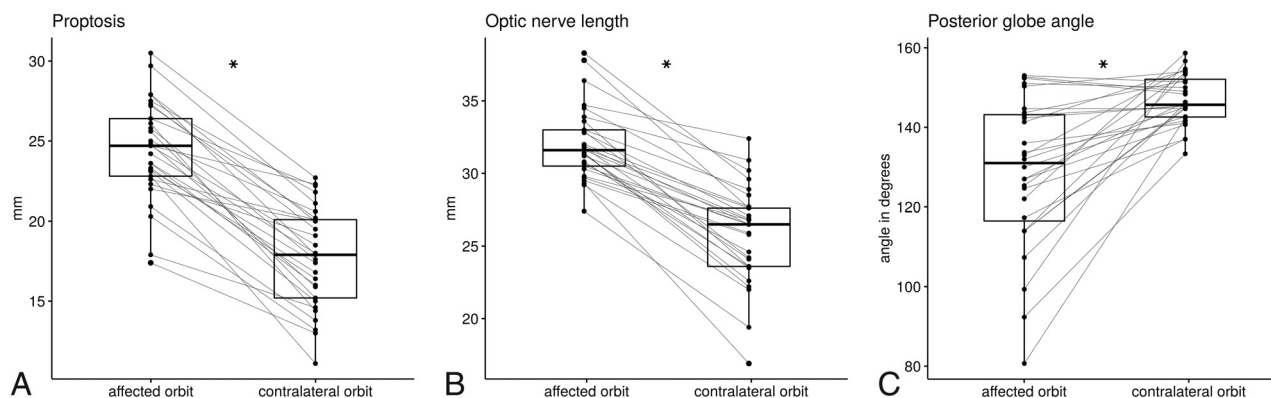 Proptosis
30
25
20
15
mm
*
affected orbit contralateral orbit
A
Optic nerve length
35
30
25
20
mm
*
affected orbit contralateral orbit
B
Posterior globe angle
160
140
120
100
80
angle in degrees
*
affected orbit contralateral orbit
C